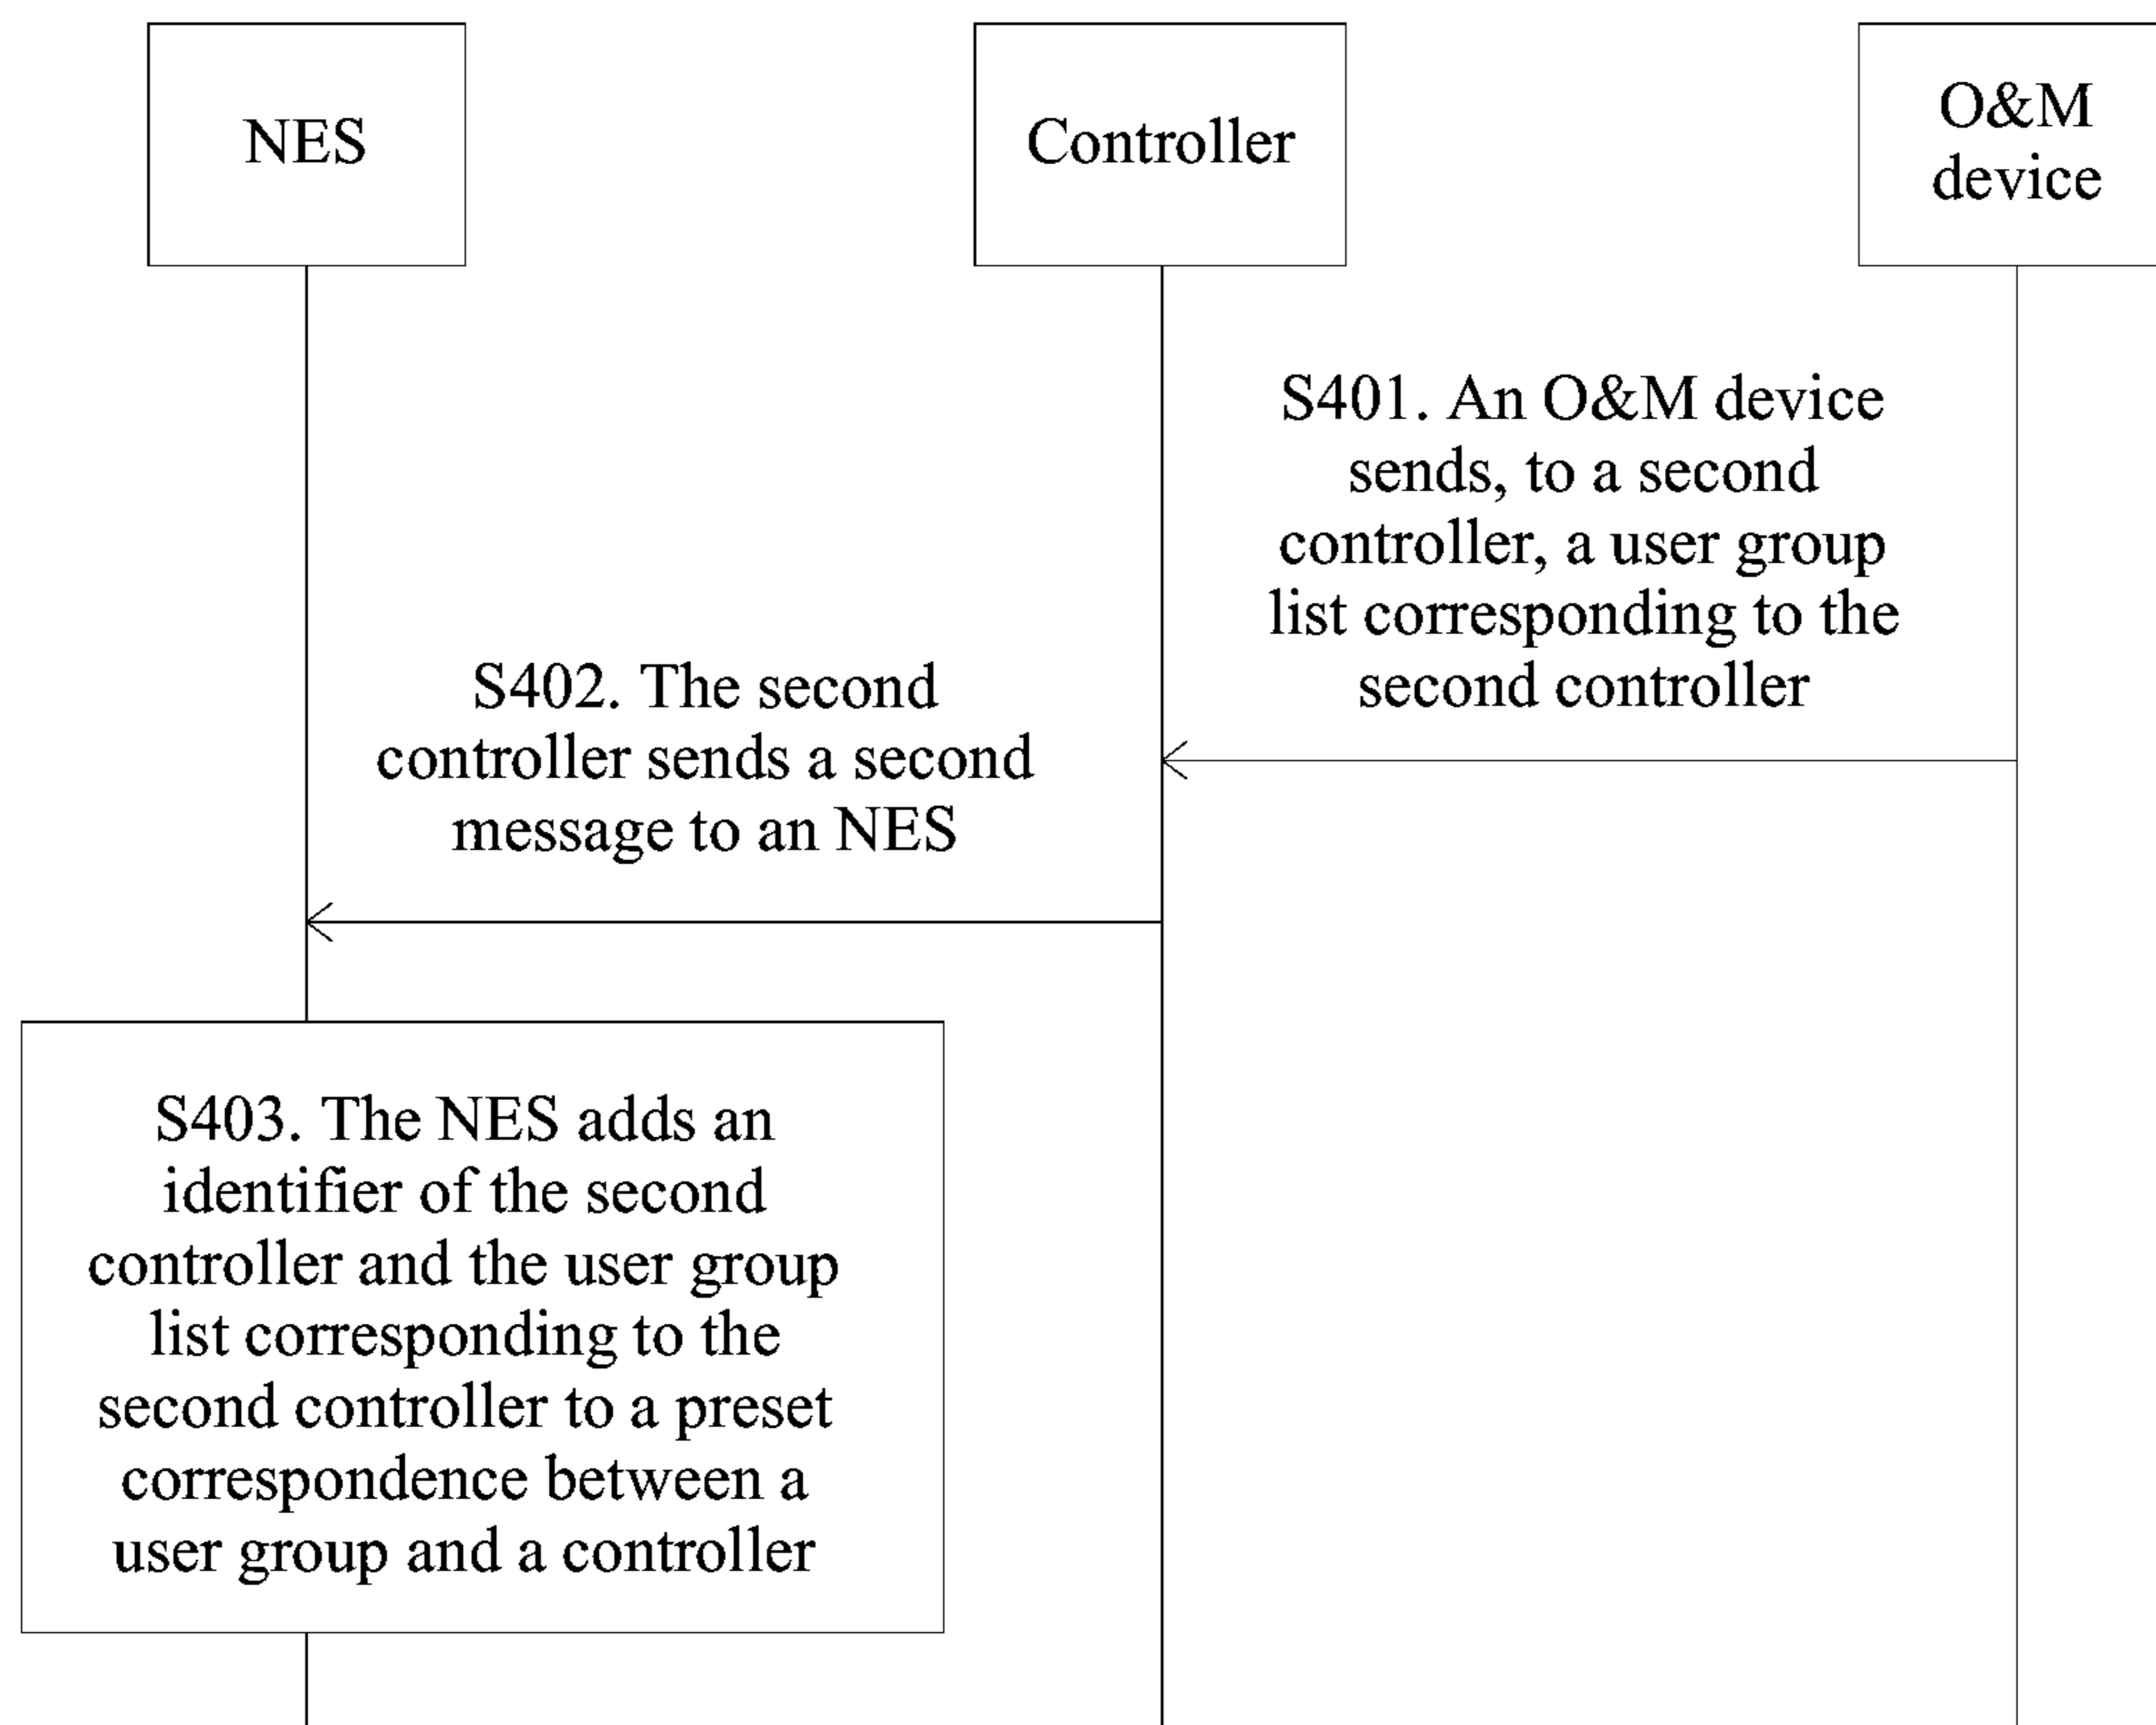 NES
Controller
O&M
device
S401. An O&M device
sends, to a second
controller, a user group
list corresponding to the
second controller
S402. The second
controller sends a second
message to an NES
S403. The NES adds an
identifier of the second
controller and the user group
list corresponding to the
second controller to a preset
correspondence between a
user group and a controller